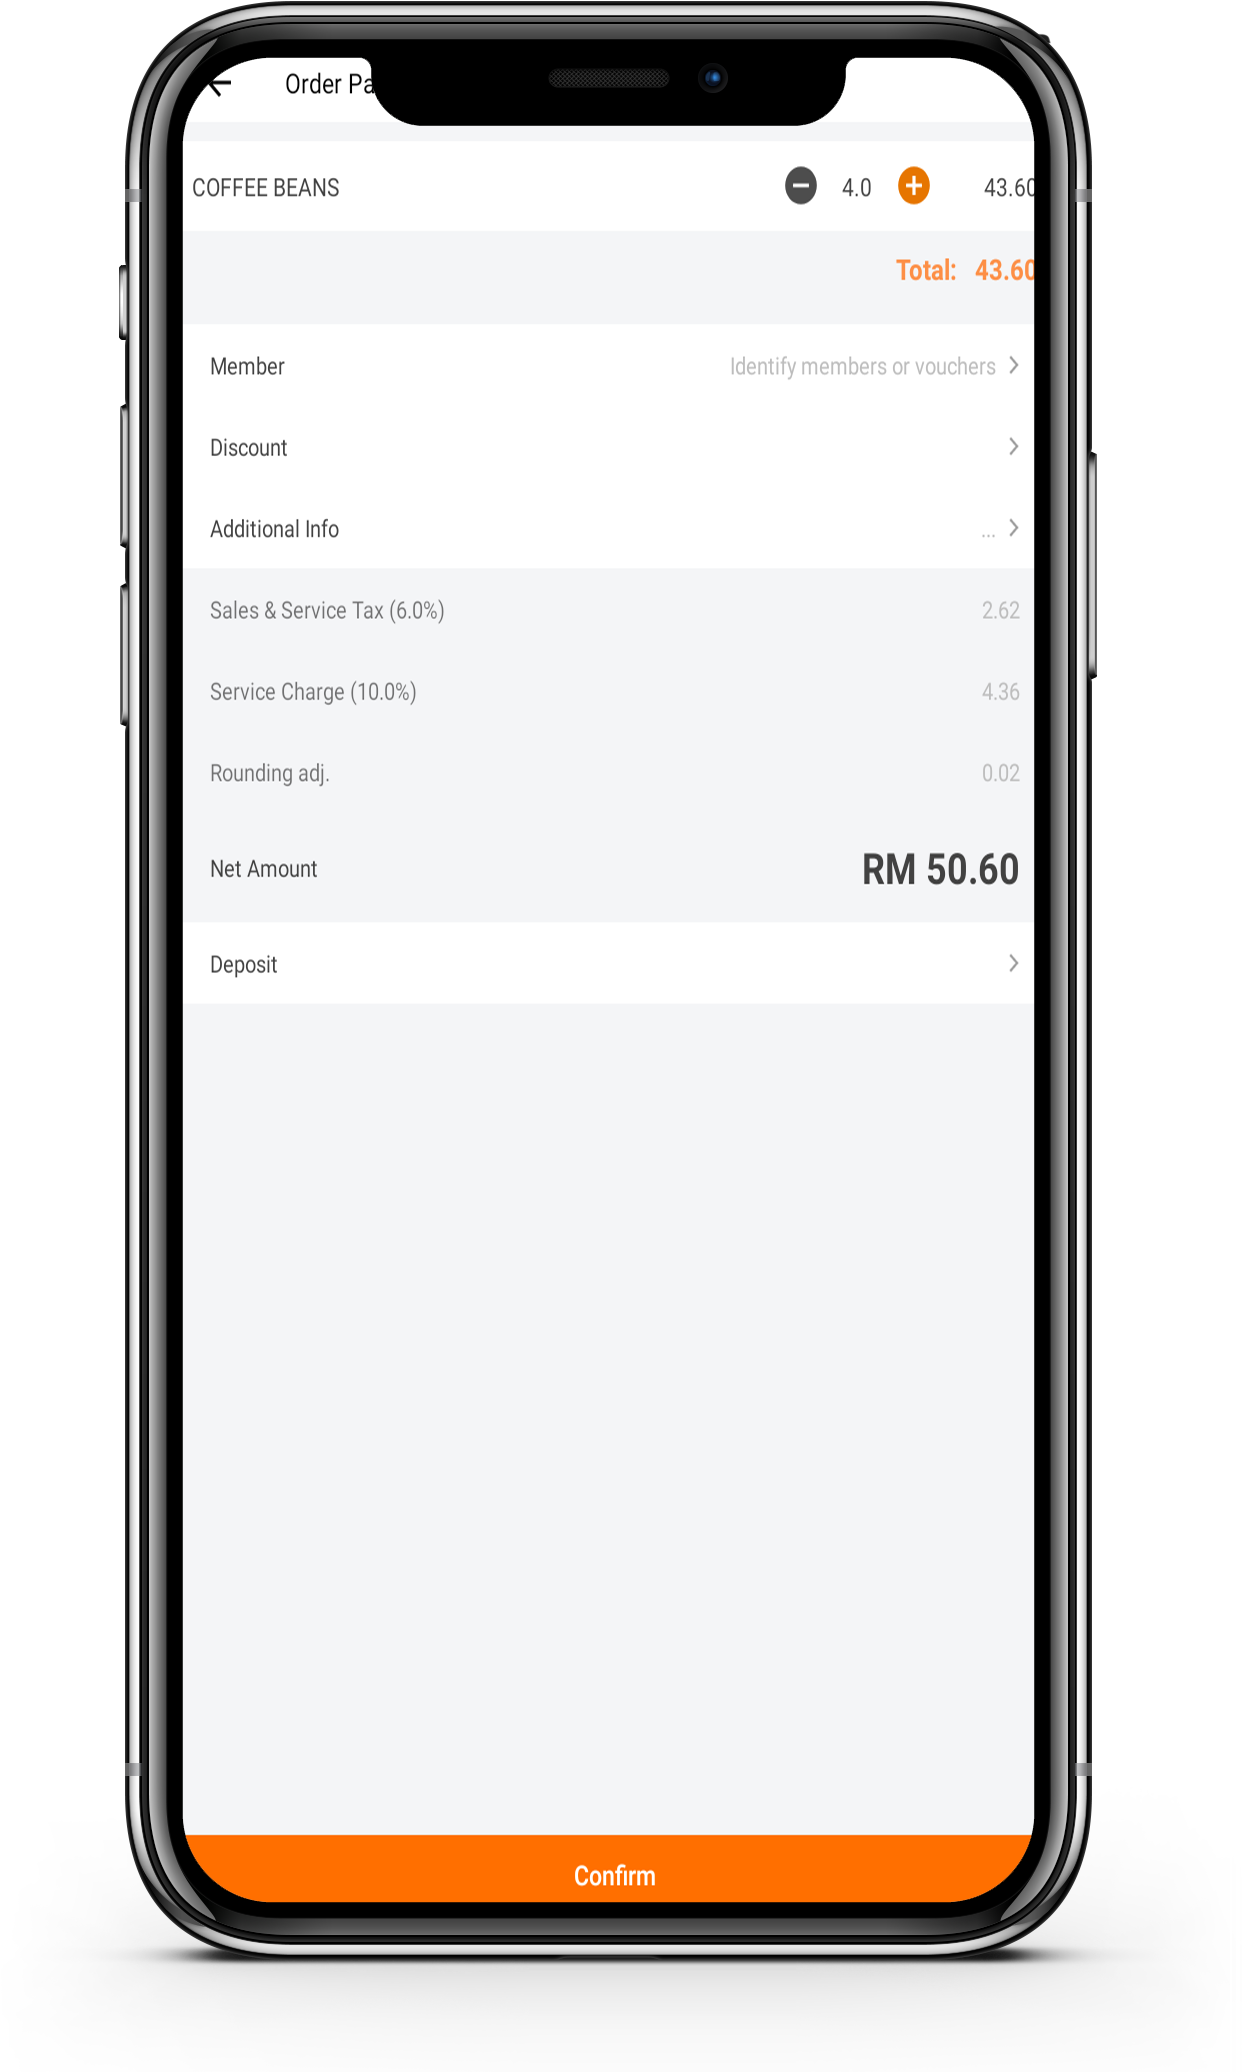 Order Pa
COFFEE BEANS 4.0 43.60
Total: 43.60
Member Identify members or vouchers
Discount
Additional Info ...
Sales & Service Tax (6.0%) 2.62
Service Charge (10.0%) 4.36
Rounding adj. 0.02
Net Amount RM 50.60
Deposit
Confirm